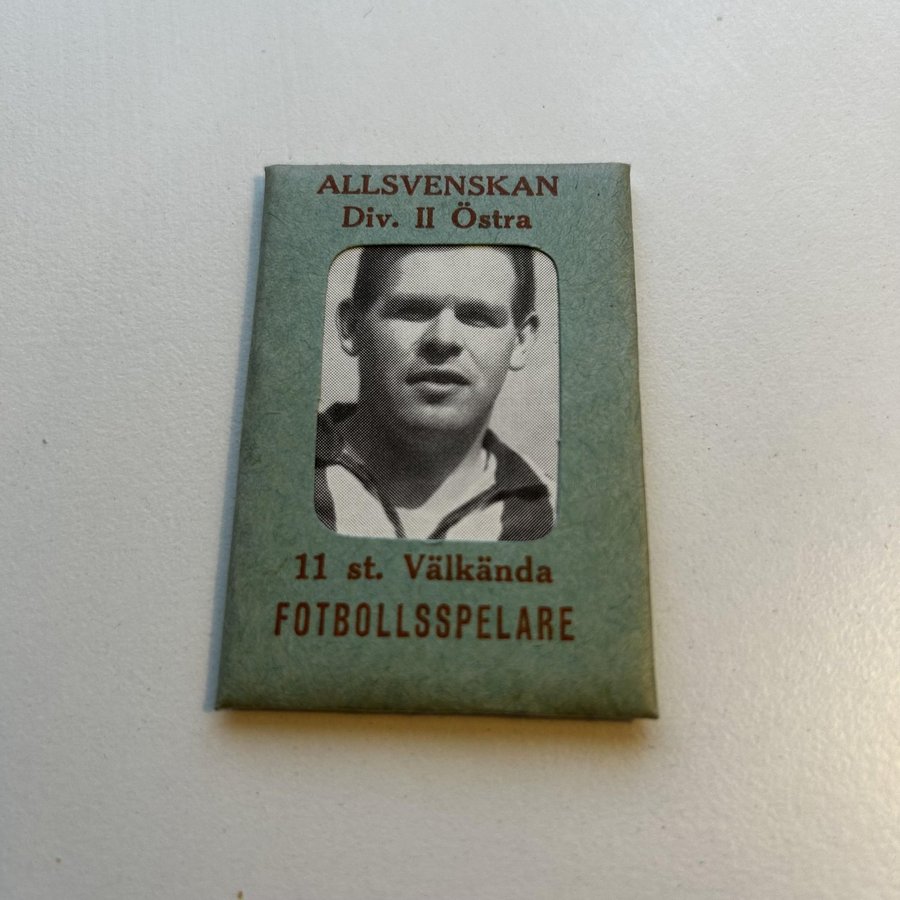 ALLSVENSKAN
Div. II Östra
11 st. Välkända
FOTBOLLSSPELARE